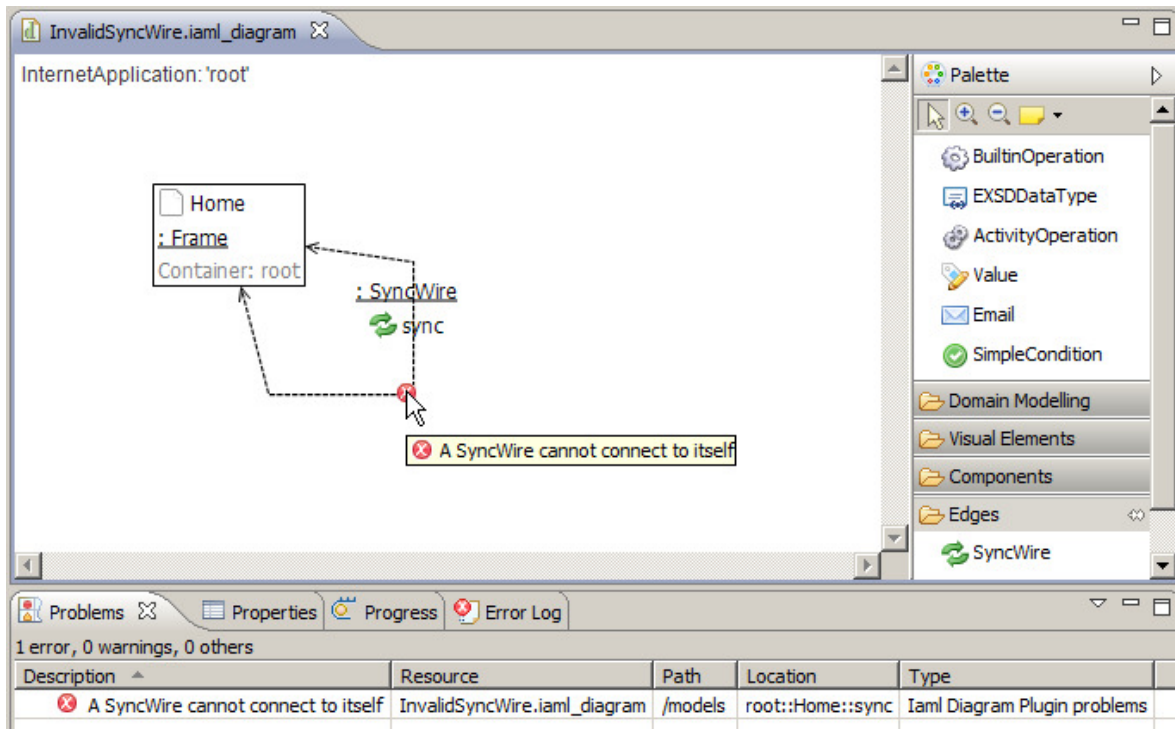 InvalidSyncWire.iaml_diagram
InternetApplication: 'root'
Home
: Frame
Container: root
: SyncWire
sync
A SyncWire cannot connect to itself
Palette
BuiltinOperation
EXSDDataType
ActivityOperation
Value
Email
SimpleCondition
Domain Modelling
Visual Elements
Components
Edges
SyncWire
Problems Properties Progress Error Log
1 error, 0 warnings, 0 others
Description Resource Path Location Type
A SyncWire cannot connect to itself InvalidSyncWire.iaml_diagram /models root::Home::sync Iaml Diagram Plugin problems